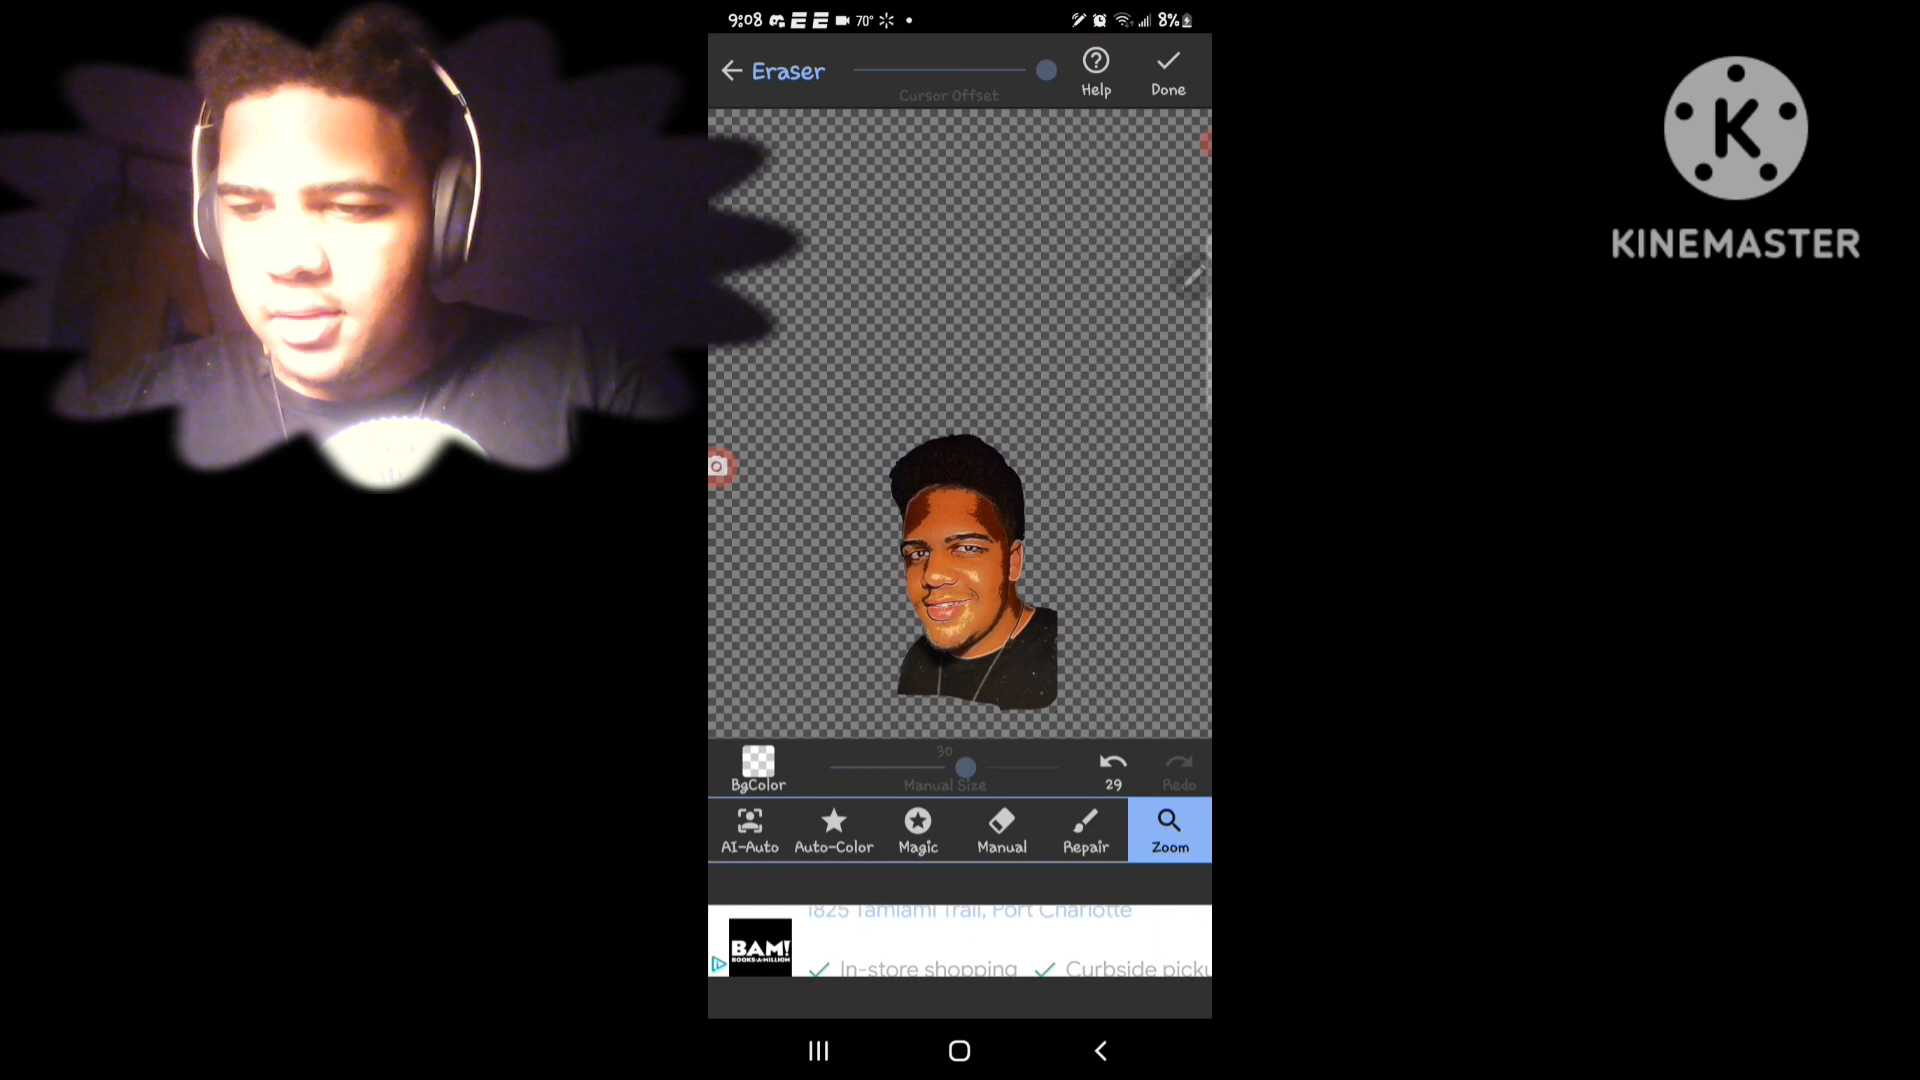 9:08 70° 8%
Eraser
Cursor Offset
Help
Done
K
KINEMASTER
30
BgColor
Manual Size
29
Redo
AI-Auto Auto-Color Magic Manual Repair Zoom
1825 Tamiami Trail, Port Charlotte
BAM!
BOOKS-A-MILLION
In-store shopping Curbside picku